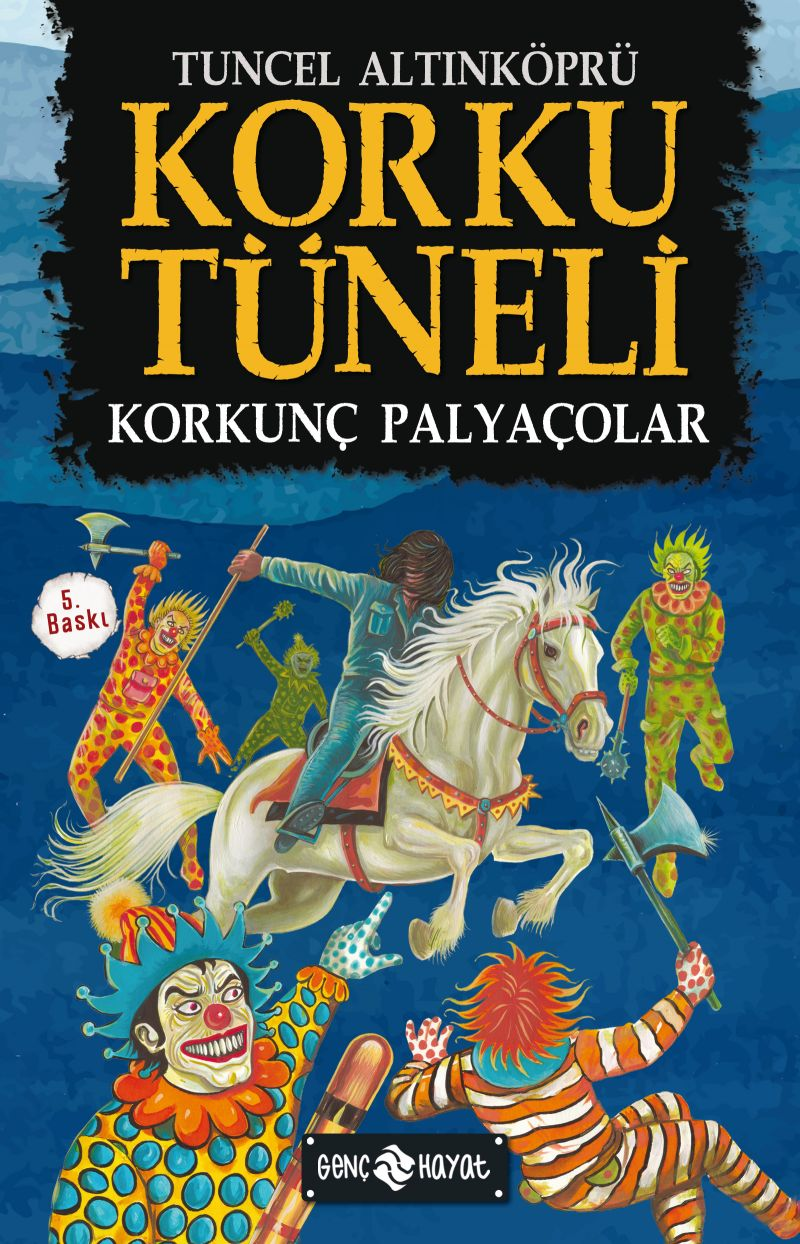 TUNCEL ALTINKÖPRÜ
KORKU
TÜNELİ
KORKUNÇ PALYAÇOLAR
5.
Baskı
GENÇ HAYAT